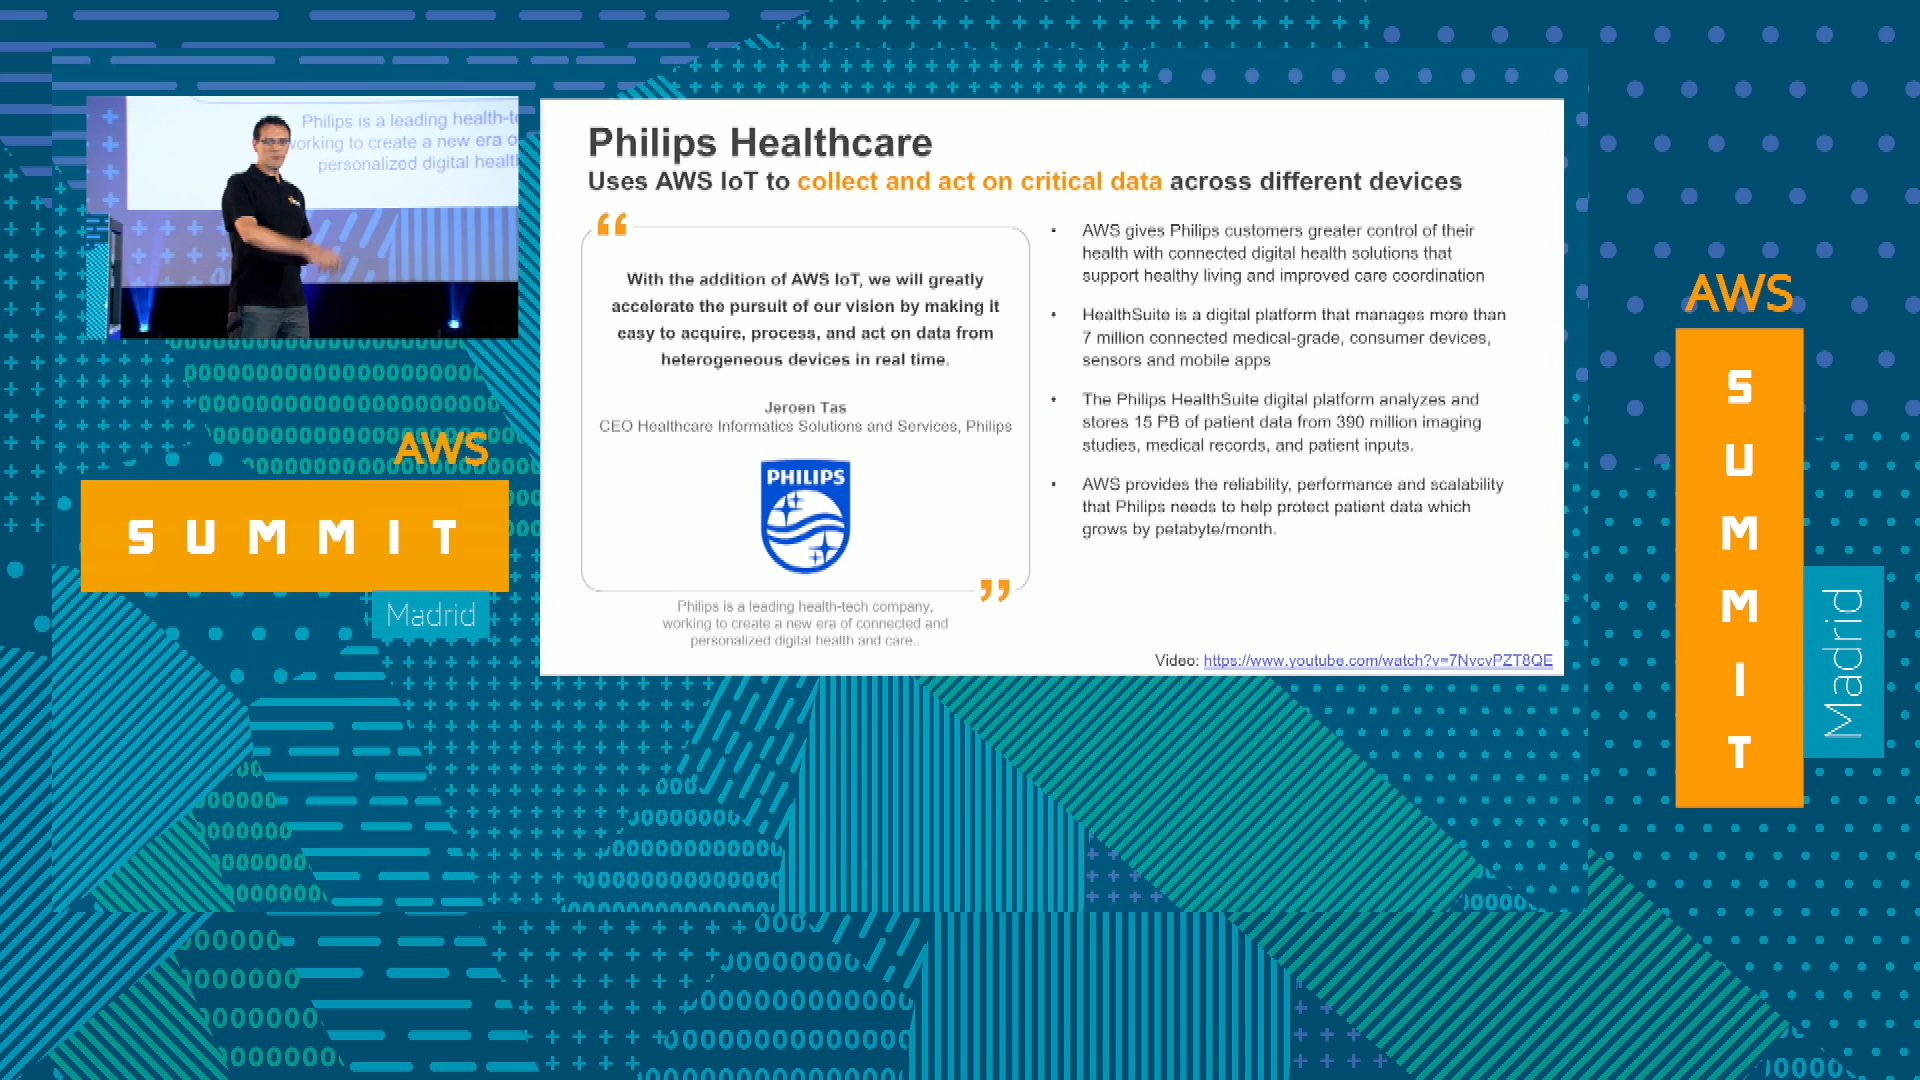 Philips is a leading health-t
working to create a new era o
personalized digital healt
AWS
SUMMIT
Madrid
Philips Healthcare
Uses AWS IoT to collect and act on critical data across different devices
“
With the addition of AWS IoT, we will greatly
accelerate the pursuit of our vision by making it
easy to acquire, process, and act on data from
heterogeneous devices in real time.
Jeroen Tas
CEO Healthcare Informatics Solutions and Services, Philips
PHILIPS
”
Philips is a leading health-tech company,
working to create a new era of connected and
personalized digital health and care..
• AWS gives Philips customers greater control of their
health with connected digital health solutions that
support healthy living and improved care coordination
• HealthSuite is a digital platform that manages more than
7 million connected medical-grade, consumer devices,
sensors and mobile apps
• The Philips HealthSuite digital platform analyzes and
stores 15 PB of patient data from 390 million imaging
studies, medical records, and patient inputs.
• AWS provides the reliability, performance and scalability
that Philips needs to help protect patient data which
grows by petabyte/month.
Video: https://www.youtube.com/watch?v=7NvcvPZT8QE
AWS
SUMMIT
Madrid